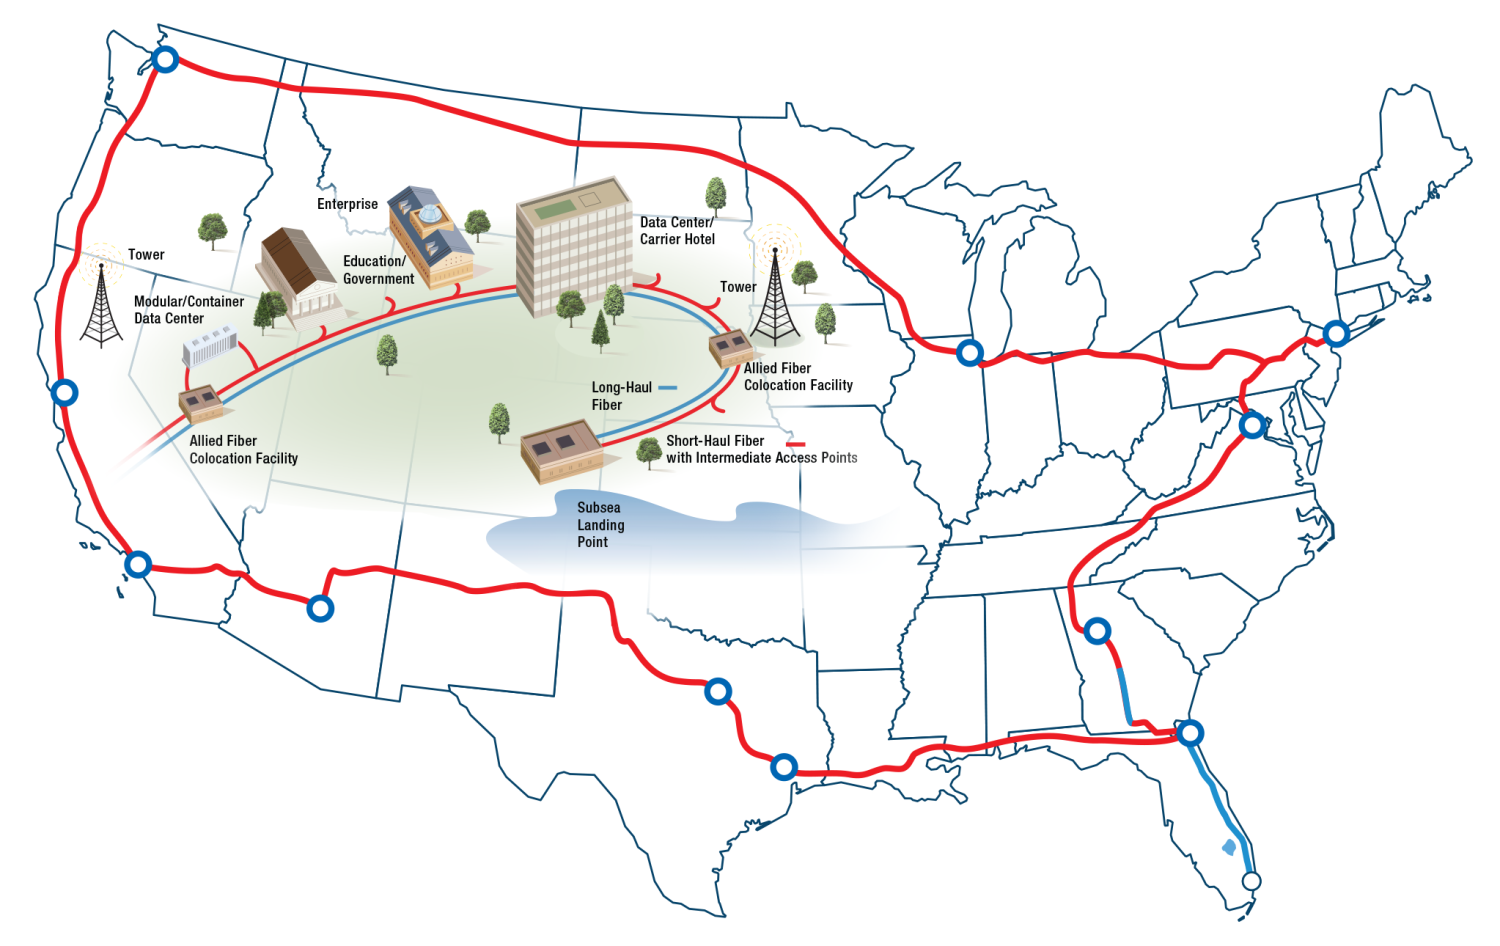 Enterprise
Data Center/
Carrier Hotel
Tower
Education/
Government
Tower
Modular/Container
Data Center
Allied Fiber
Colocation Facility
Long-Haul
Fiber
Allied Fiber
Colocation Facility
Short-Haul Fiber
with Intermediate Access Points
Subsea
Landing
Point